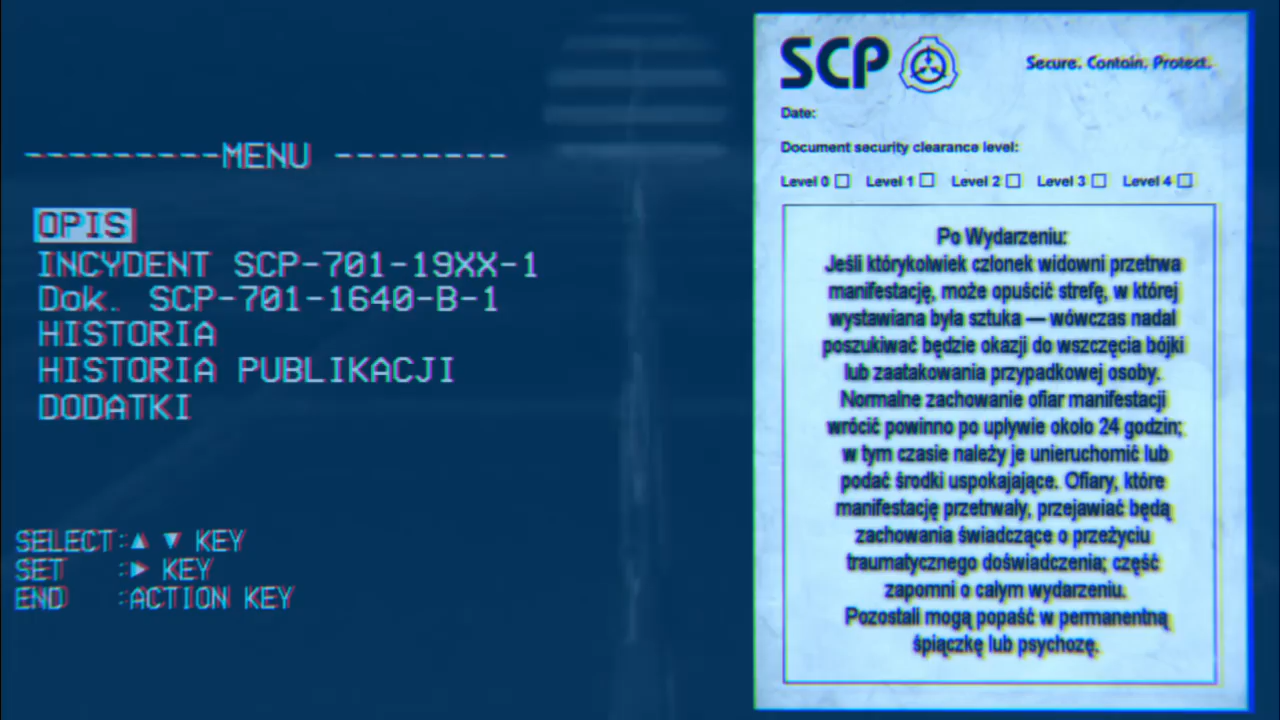 ---------MENU --------
OPIS
INCYDENT SCP-701-19XX-1
Dok. SCP-701-1640-B-1
HISTORIA
HISTORIA PUBLIKACJI
DODATKI
SELECT:▲ ▼ KEY
SET :► KEY
END :ACTION KEY
SCP
Secure. Contain. Protect.
Date:
Document security clearance level:
Level 0 ☐ Level 1 ☐ Level 2 ☐ Level 3 ☐ Level 4 ☐
Po Wydarzeniu:
Jeśli którykolwiek członek widowni przetrwa
manifestację, może opuścić strefę, w której
wystawiana była sztuka — wówczas nadal
poszukiwać będzie okazji do wszczęcia bójki
lub zaatakowania przypadkowej osoby.
Normalne zachowanie ofiar manifestacji
wrócić powinno po upływie około 24 godzin;
w tym czasie należy je unieruchomić lub
podać środki uspokajające. Ofiary, które
manifestację przetrwały, przejawiać będą
zachowania świadczące o przeżyciu
traumatycznego doświadczenia; część
zapomni o całym wydarzeniu.
Pozostali mogą popaść w permanentną
śpiączkę lub psychozę.